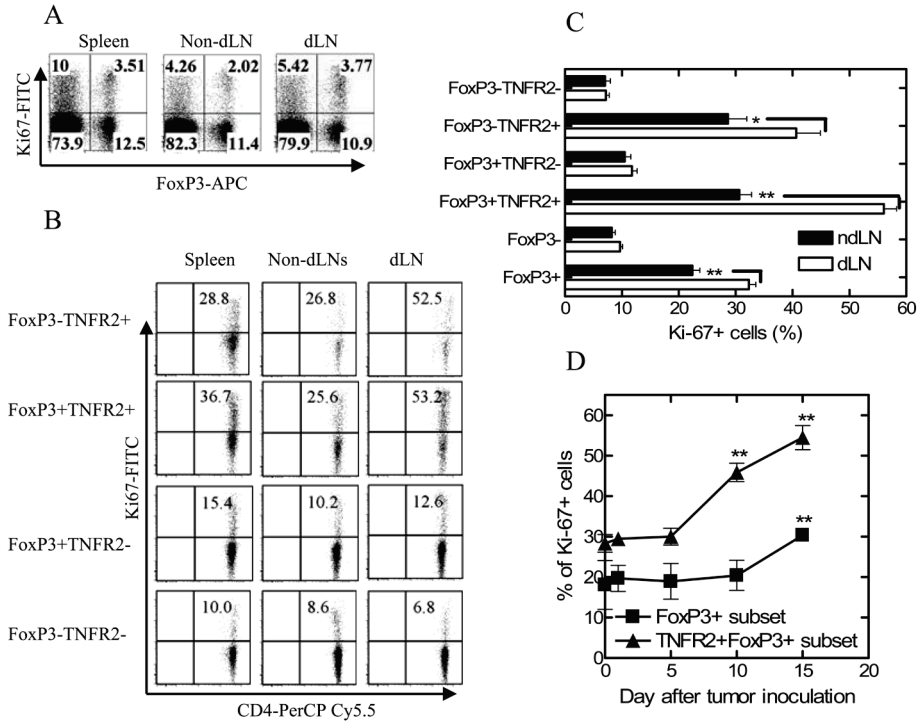 A
Spleen Non-dLN dLN
10 3.51 4.26 2.02 5.42 3.77
Ki67-FITC
73.9 12.5 82.3 11.4 79.9 10.9
FoxP3-APC
B
Spleen Non-dLNs dLN
FoxP3-TNFR2+ 28.8 26.8 52.5
FoxP3+TNFR2+ 36.7 25.6 53.2
Ki67-FITC
FoxP3+TNFR2- 15.4 10.2 12.6
FoxP3-TNFR2- 10.0 8.6 6.8
CD4-PerCP Cy5.5
C
FoxP3-TNFR2-
FoxP3-TNFR2+ *
FoxP3+TNFR2-
FoxP3+TNFR2+ **
FoxP3-
FoxP3+ **
ndLN
dLN
0 10 20 30 40 50 60
Ki-67+ cells (%)
D
% of Ki-67+ cells
60
50
40
30
20
10
0
** **
**
FoxP3+ subset
TNFR2+FoxP3+ subset
0 5 10 15 20
Day after tumor inoculation